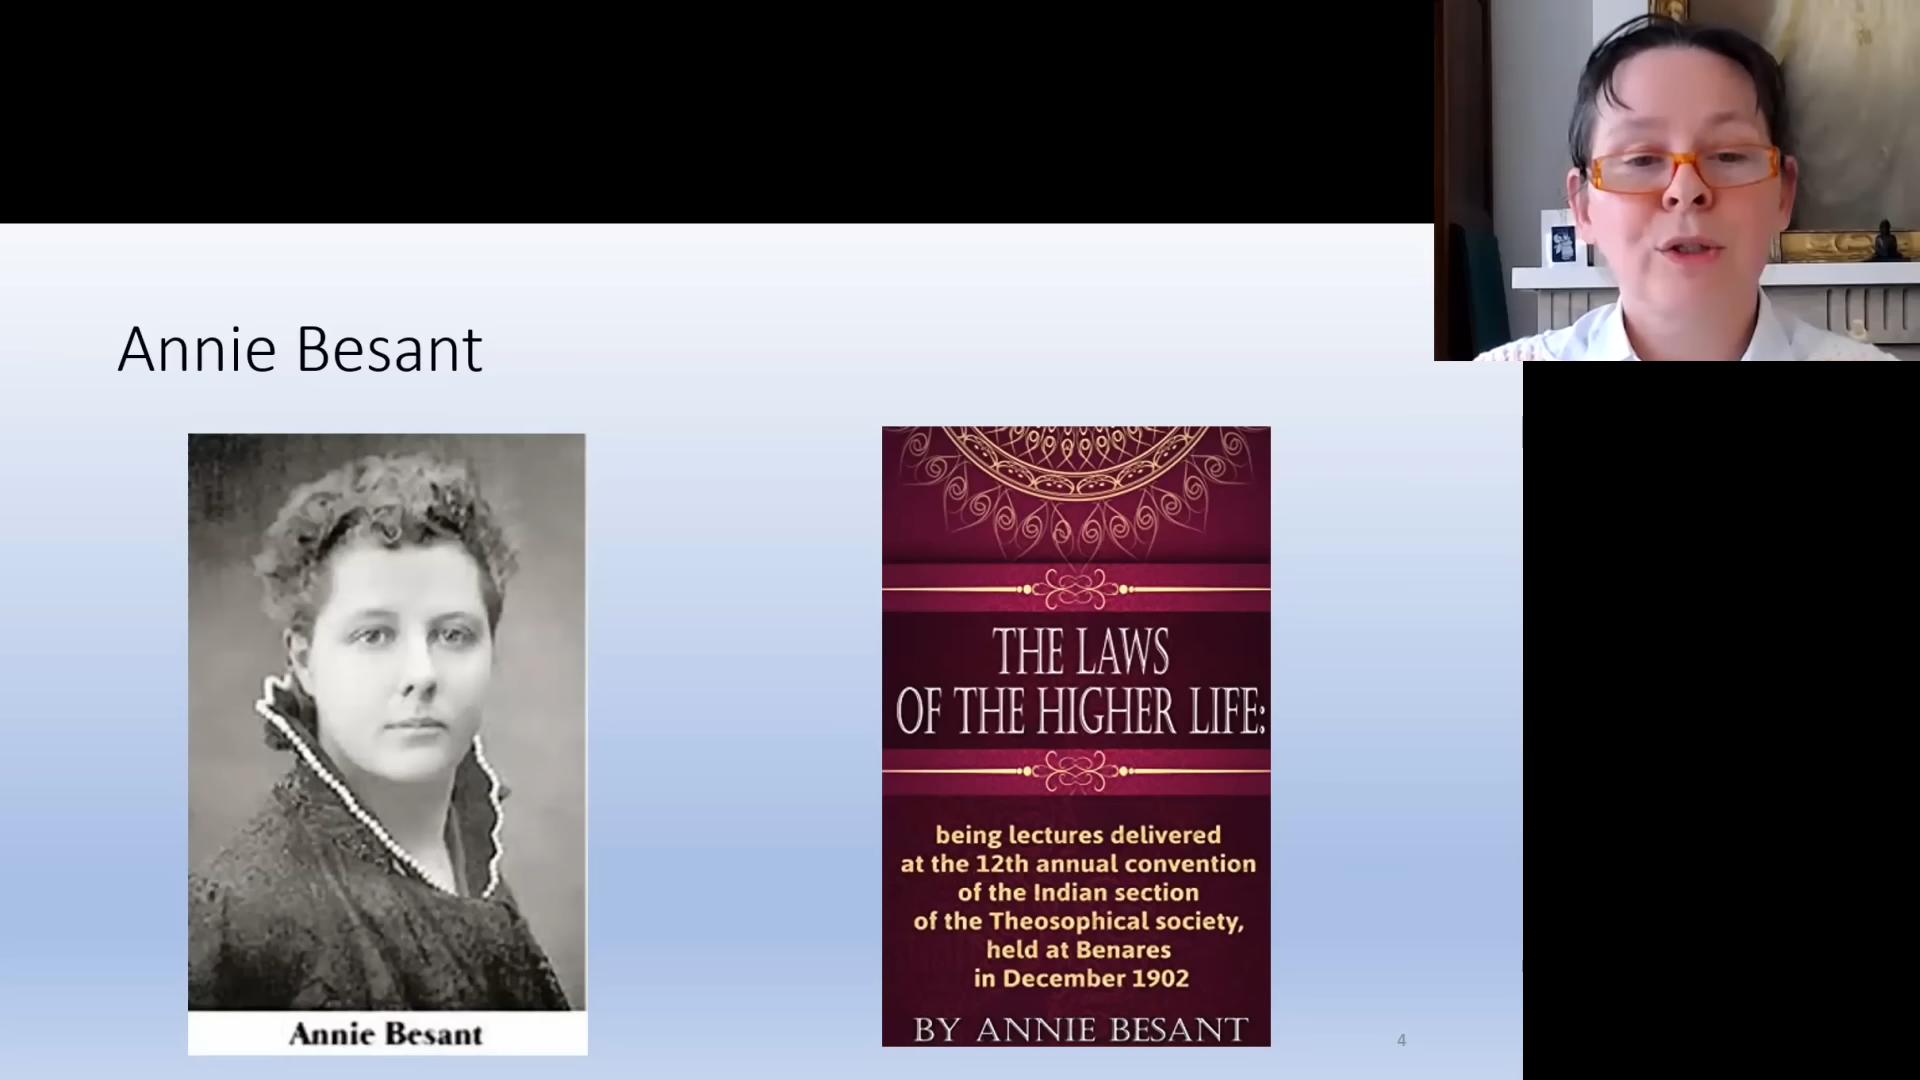 Annie Besant
Annie Besant
THE LAWS
OF THE HIGHER LIFE:
being lectures delivered
at the 12th annual convention
of the Indian section
of the Theosophical society,
held at Benares
in December 1902
BY ANNIE BESANT
4